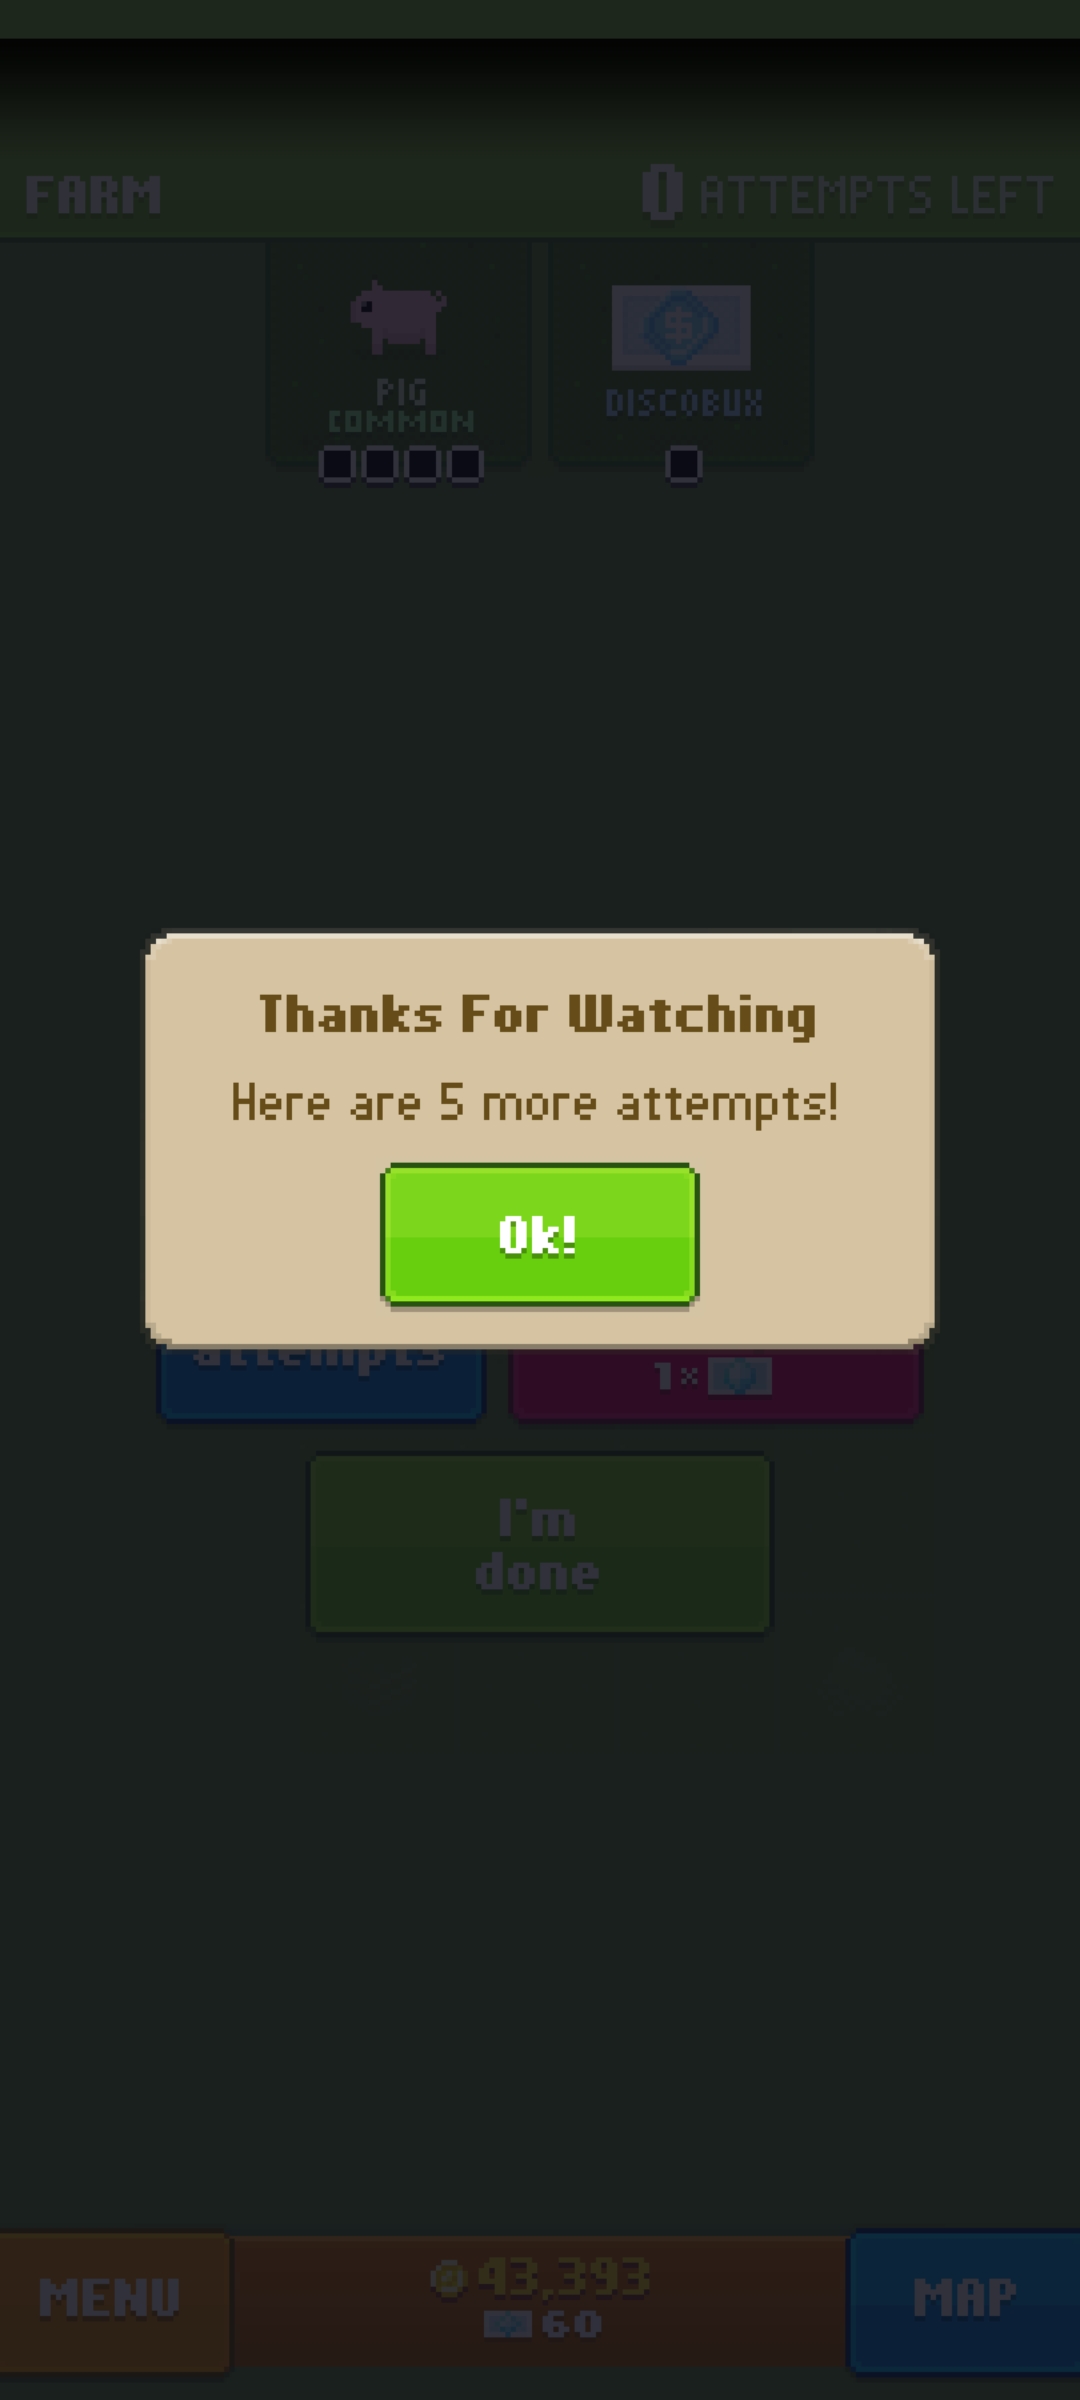 FARM
0 ATTEMPTS LEFT
PIG
COMMON
DISCOBUX
Thanks For Watching
Here are 5 more attempts!
Ok!
attempts
1×
I'm
done
MENU
43,393
60
MAP